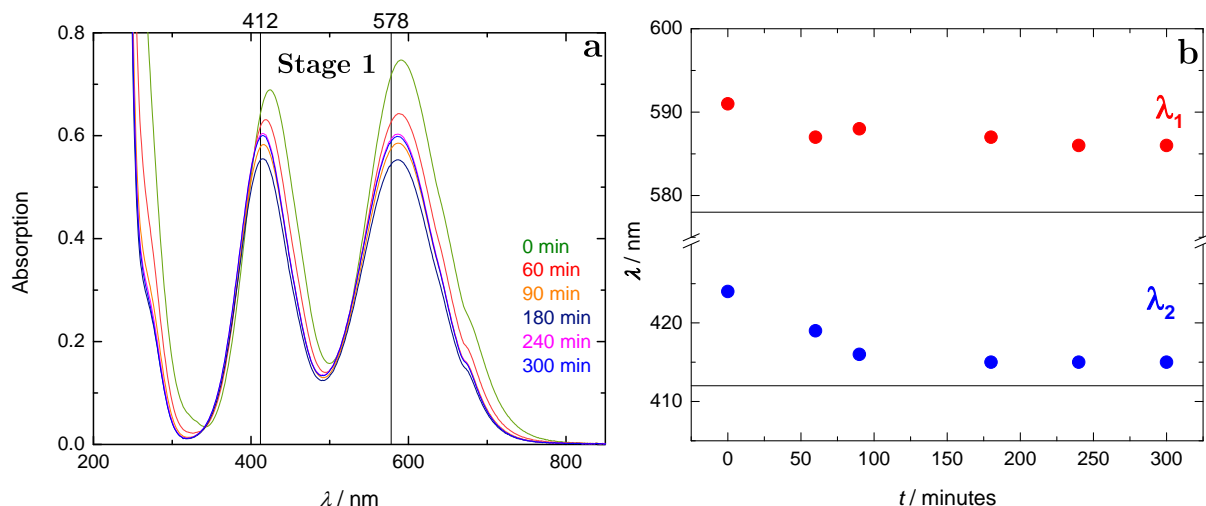 412 578
a
Stage 1
0.8
0.6
0.4
0.2
0.0
Absorption
0 min
60 min
90 min
180 min
240 min
300 min
200 400 600 800
λ / nm
b
600
590
580
420
410
λ / nm
λ1
λ2
0 50 100 150 200 250 300
t / minutes